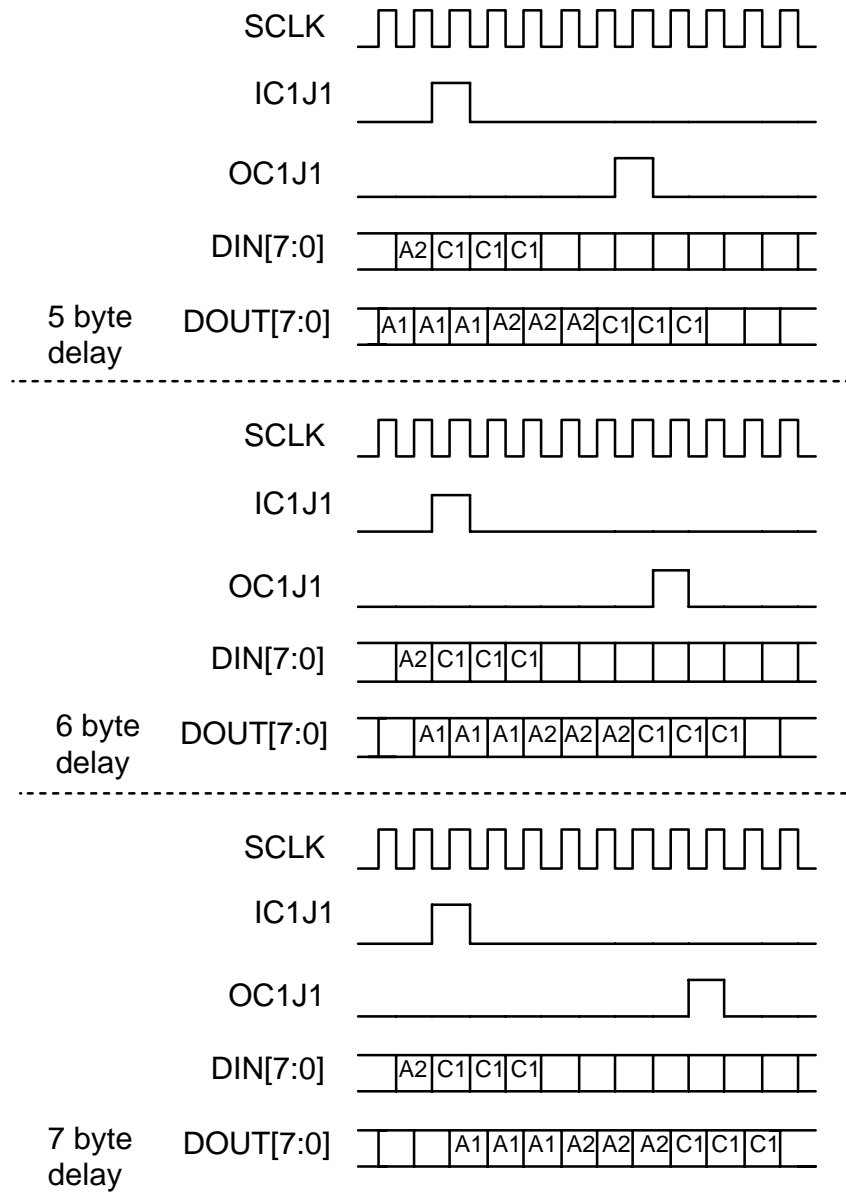 SCLK
IC1J1
OC1J1
DIN[7:0] A2 C1 C1 C1
5 byte delay DOUT[7:0] A1 A1 A1 A2 A2 A2 C1 C1 C1
SCLK
IC1J1
OC1J1
DIN[7:0] A2 C1 C1 C1
6 byte delay DOUT[7:0] A1 A1 A1 A2 A2 A2 C1 C1 C1
SCLK
IC1J1
OC1J1
DIN[7:0] A2 C1 C1 C1
7 byte delay DOUT[7:0] A1 A1 A1 A2 A2 A2 C1 C1 C1